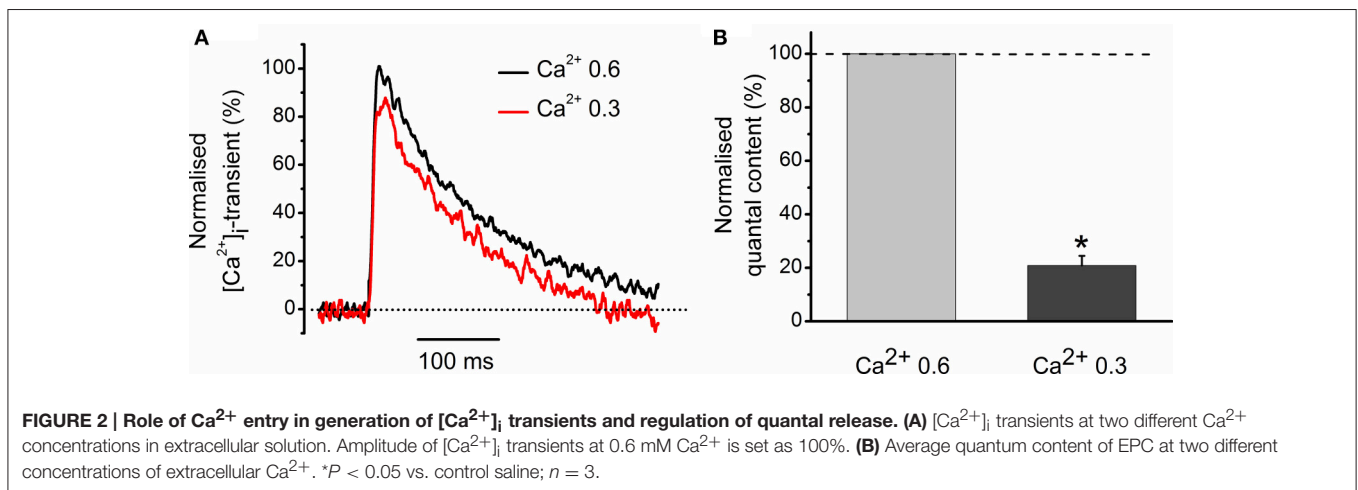 A
Normalised
[Ca²⁺]ᵢ-transient (%)
100
80
60
40
20
0
Ca²⁺ 0.6
Ca²⁺ 0.3
100 ms
B
Normalised
quantal content (%)
100
80
60
40
20
0
*
Ca²⁺ 0.6
Ca²⁺ 0.3
FIGURE 2 | Role of Ca²⁺ entry in generation of [Ca²⁺]ᵢ transients and regulation of quantal release. (A) [Ca²⁺]ᵢ transients at two different Ca²⁺
concentrations in extracellular solution. Amplitude of [Ca²⁺]ᵢ transients at 0.6 mM Ca²⁺ is set as 100%. (B) Average quantum content of EPC at two different
concentrations of extracellular Ca²⁺. *P < 0.05 vs. control saline; n = 3.